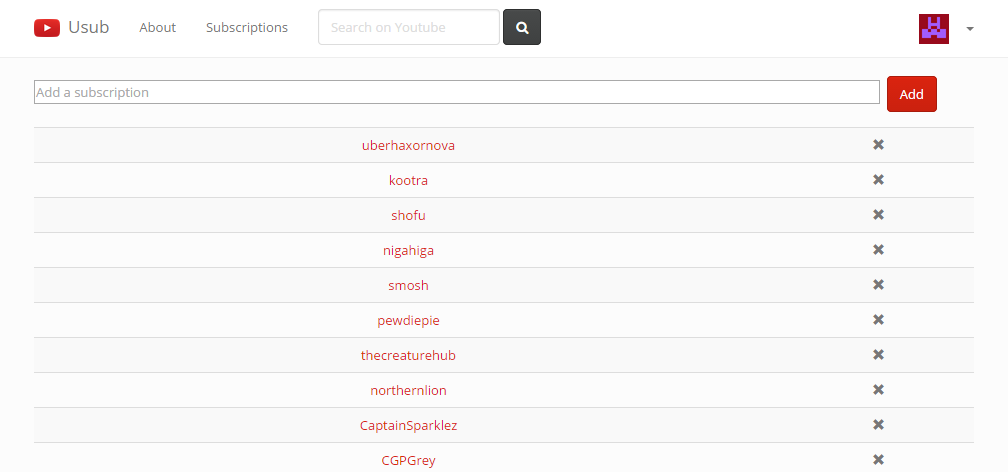 Usub About Subscriptions Search on Youtube
Add a subscription Add
uberhaxornova
kootra
shofu
nigahiga
smosh
pewdiepie
thecreaturehub
northernlion
CaptainSparklez
CGPGrey